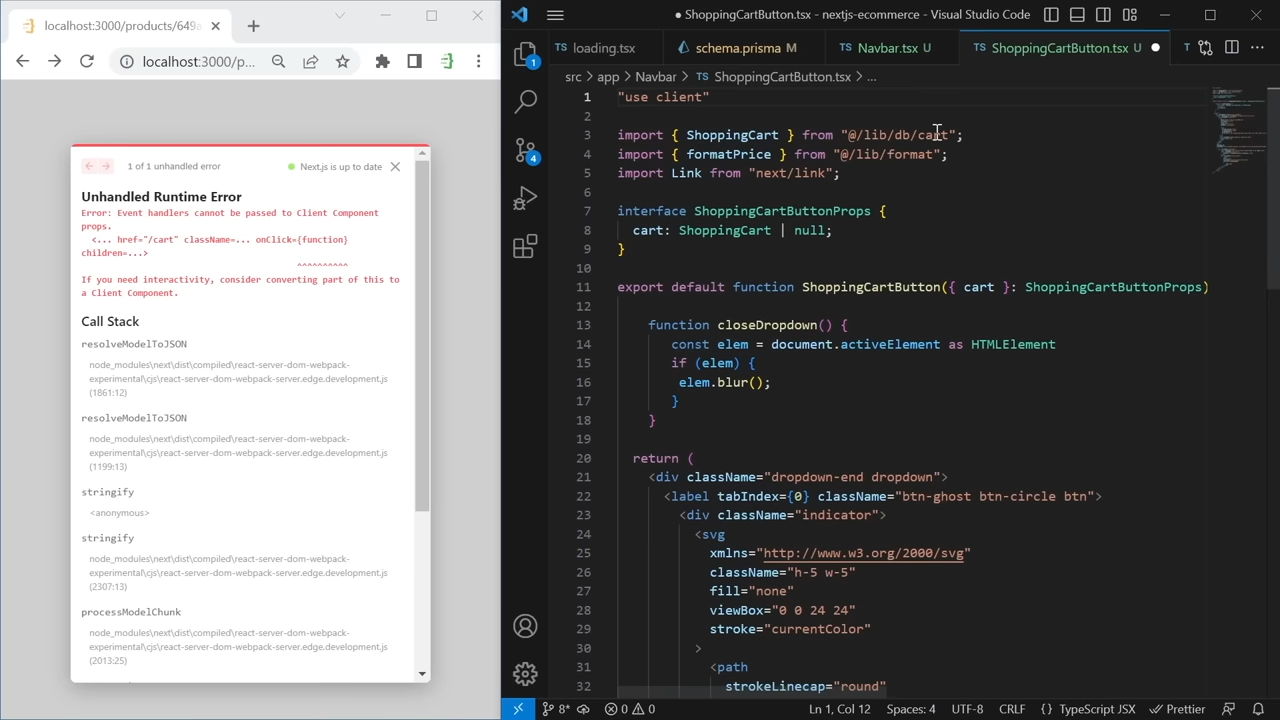 localhost:3000/products/649a
localhost:3000/p...
1 of 1 unhandled error
Next.js is up to date
Unhandled Runtime Error
Error: Event handlers cannot be passed to Client Component
props.
<... href="/cart" className=... onClick={function}
children=...>
^^^^^^^^^^
If you need interactivity, consider converting part of this to
a Client Component.
Call Stack
resolveModelToJSON
node_modules\next\dist\compiled\react-server-dom-webpack-
experimental\cjs\react-server-dom-webpack-server.edge.development.js
(1861:12)
resolveModelToJSON
node_modules\next\dist\compiled\react-server-dom-webpack-
experimental\cjs\react-server-dom-webpack-server.edge.development.js
(1199:13)
stringify
<anonymous>
stringify
node_modules\next\dist\compiled\react-server-dom-webpack-
experimental\cjs\react-server-dom-webpack-server.edge.development.js
(2307:13)
processModelChunk
node_modules\next\dist\compiled\react-server-dom-webpack-
experimental\cjs\react-server-dom-webpack-server.edge.development.js
(2013:25)
● ShoppingCartButton.tsx - nextjs-ecommerce - Visual Studio Code
TS loading.tsx
schema.prisma M
TS Navbar.tsx U
TS ShoppingCartButton.tsx U ●
T
src > app > Navbar > TS ShoppingCartButton.tsx > ...
1
4
1 "use client"
2
3 import { ShoppingCart } from "@/lib/db/cart";
4 import { formatPrice } from "@/lib/format";
5 import Link from "next/link";
6
7 interface ShoppingCartButtonProps {
8 cart: ShoppingCart | null;
9 }
10
11 export default function ShoppingCartButton({ cart }: ShoppingCartButtonProps)
12
13 function closeDropdown() {
14 const elem = document.activeElement as HTMLElement
15 if (elem) {
16 elem.blur();
17 }
18 }
19
20 return (
21 <div className="dropdown-end dropdown">
22 <label tabIndex={0} className="btn-ghost btn-circle btn">
23 <div className="indicator">
24 <svg
25 xmlns="http://www.w3.org/2000/svg"
26 className="h-5 w-5"
27 fill="none"
28 viewBox="0 0 24 24"
29 stroke="currentColor"
30 >
31 <path
32 strokeLinecap="round"
8* 0 0 Ln 1, Col 12 Spaces: 4 UTF-8 CRLF {} TypeScript JSX Prettier